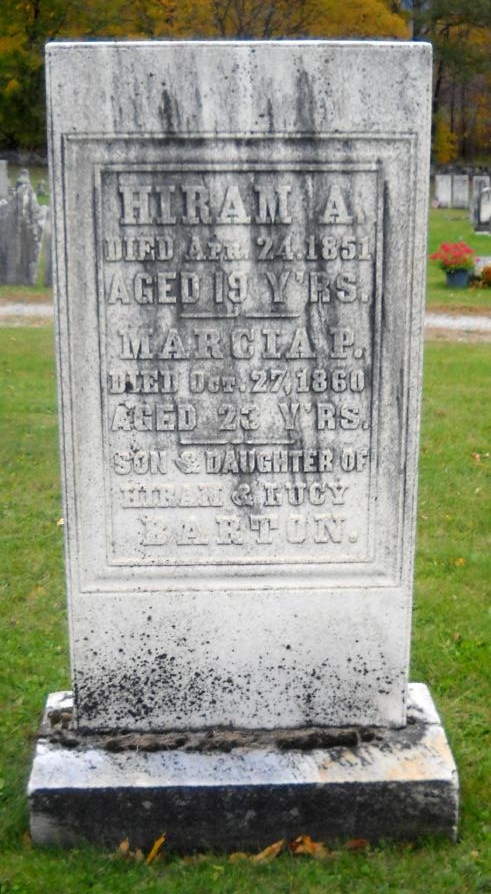 HIRAM A.
DIED APR. 24. 1851
AGED 19 Y'RS.
MARCIA P.
DIED OCT. 27, 1860
AGED 23 Y'RS.
SON & DAUGHTER OF
HIRAM & LUCY
BARTON.